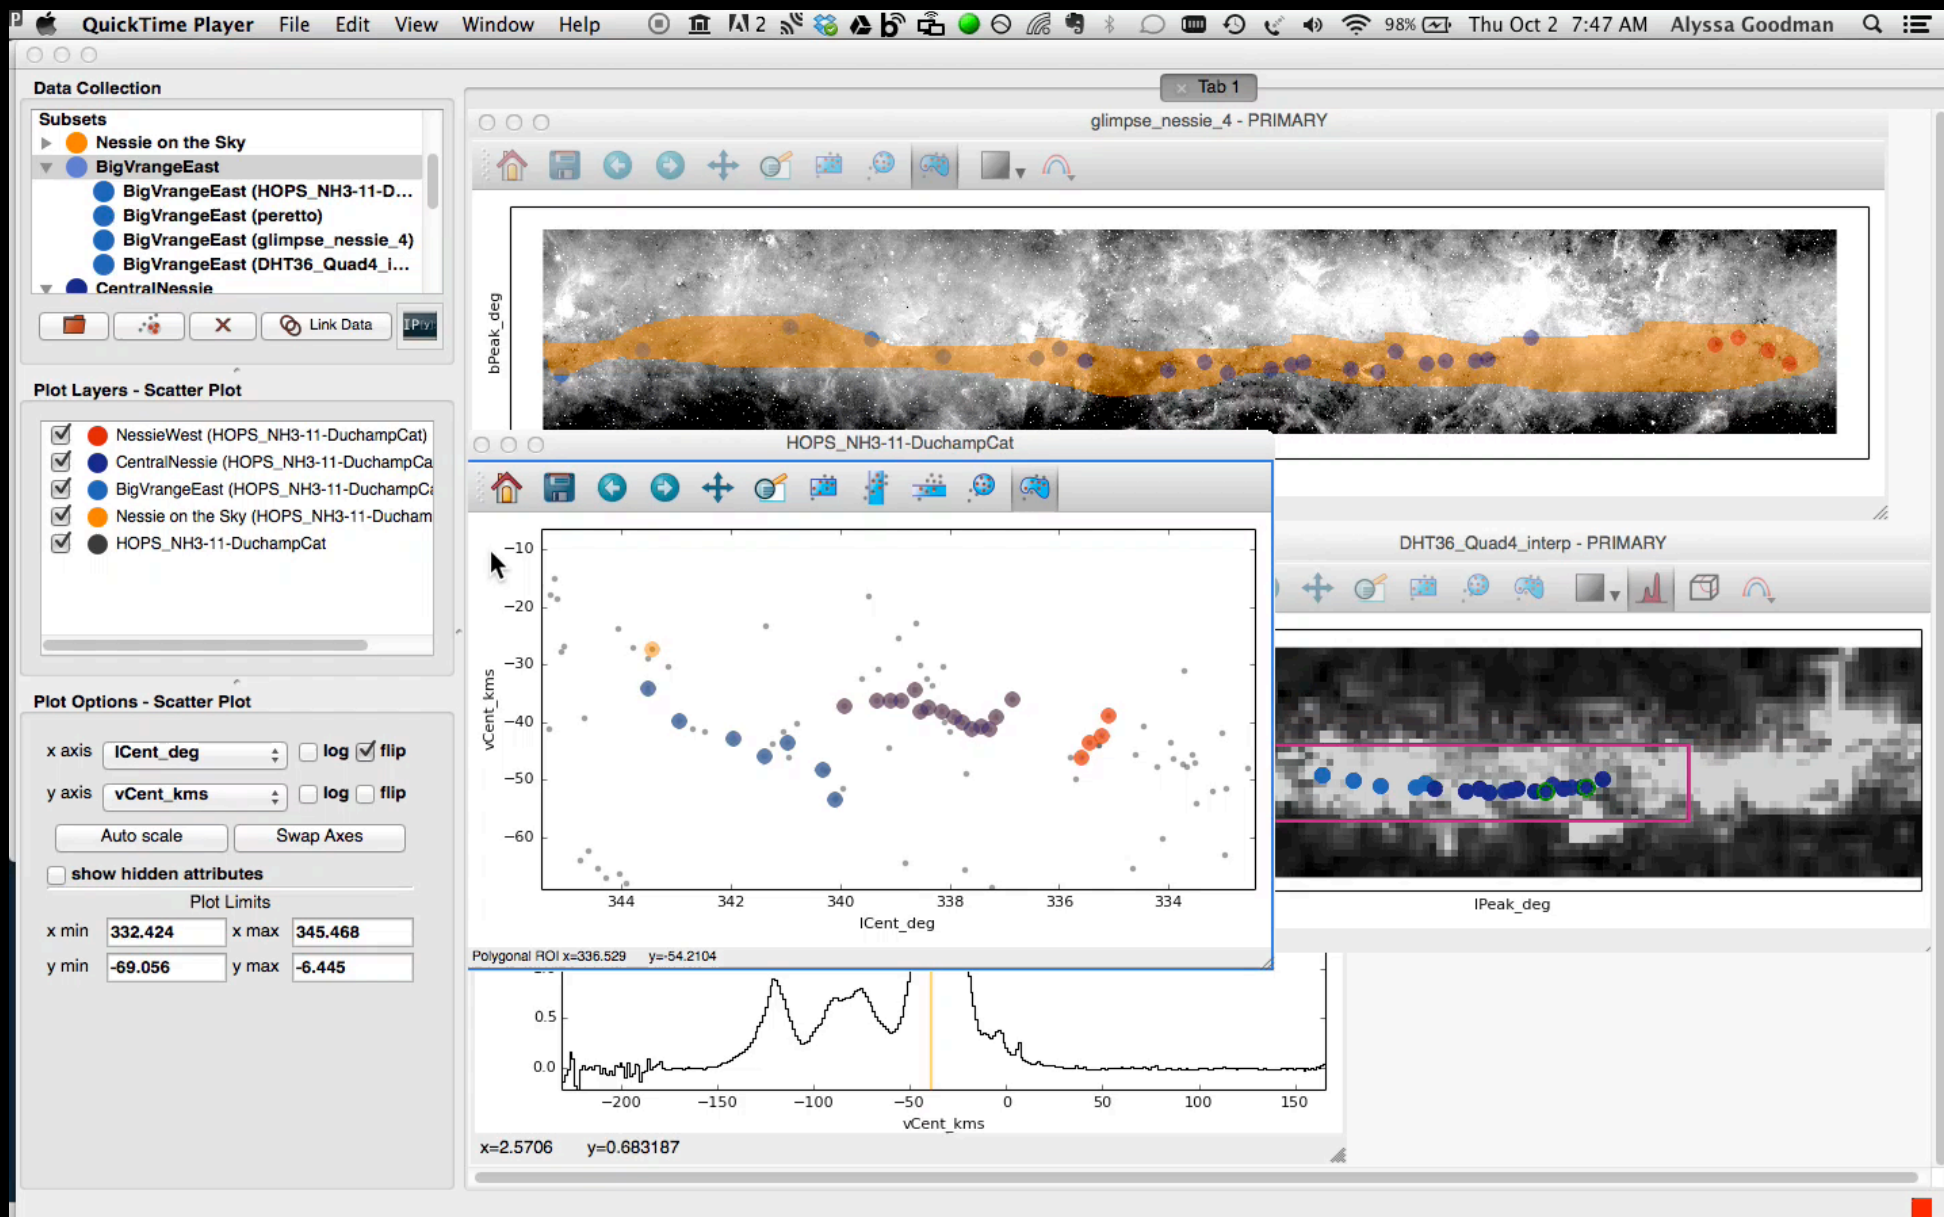 QuickTime Player File Edit View Window Help 2 98% Thu Oct 2 7:47 AM Alyssa Goodman
Data Collection
Subsets
Nessie on the Sky
BigVrangeEast
BigVrangeEast (HOPS_NH3-11-D...
BigVrangeEast (peretto)
BigVrangeEast (glimpse_nessie_4)
BigVrangeEast (DHT36_Quad4_i...
CentralNessie
Link Data
Plot Layers - Scatter Plot
NessieWest (HOPS_NH3-11-DuchampCat)
CentralNessie (HOPS_NH3-11-DuchampCa
BigVrangeEast (HOPS_NH3-11-DuchampCa
Nessie on the Sky (HOPS_NH3-11-Ducham
HOPS_NH3-11-DuchampCat
Plot Options - Scatter Plot
x axis lCent_deg log flip
y axis vCent_kms log flip
Auto scale Swap Axes
show hidden attributes
Plot Limits
x min 332.424 x max 345.468
y min -69.056 y max -6.445
Tab 1
glimpse_nessie_4 - PRIMARY
bPeak_deg
HOPS_NH3-11-DuchampCat
−10
−20
−30
−40
−50
−60
vCent_kms
344 342 340 338 336 334
lCent_deg
Polygonal ROI x=336.529 y=-54.2104
DHT36_Quad4_interp - PRIMARY
lPeak_deg
0.5
0.0
−200 −150 −100 −50 0 50 100 150
vCent_kms
x=2.5706 y=0.683187